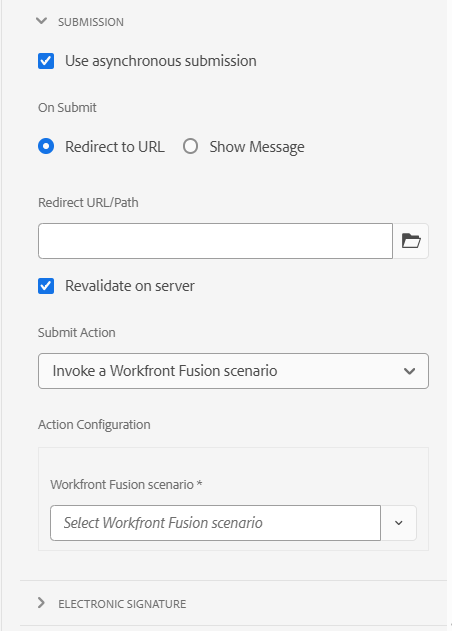 SUBMISSION
Use asynchronous submission
On Submit
Redirect to URL Show Message
Redirect URL/Path
Revalidate on server
Submit Action
Invoke a Workfront Fusion scenario
Action Configuration
Workfront Fusion scenario *
Select Workfront Fusion scenario
ELECTRONIC SIGNATURE